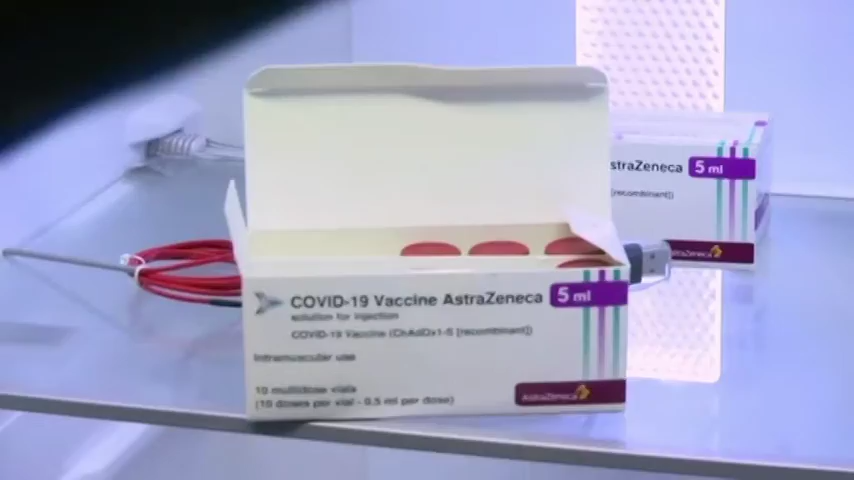 COVID-19 Vaccine AstraZeneca 5 ml
solution for injection
COVID-19 Vaccine (ChAdOx1-S [recombinant])
Intramuscular use
10 multidose vials
(10 doses per vial - 0.5 ml per dose)
AstraZeneca
straZeneca 5 ml
[recombinant])
AstraZeneca